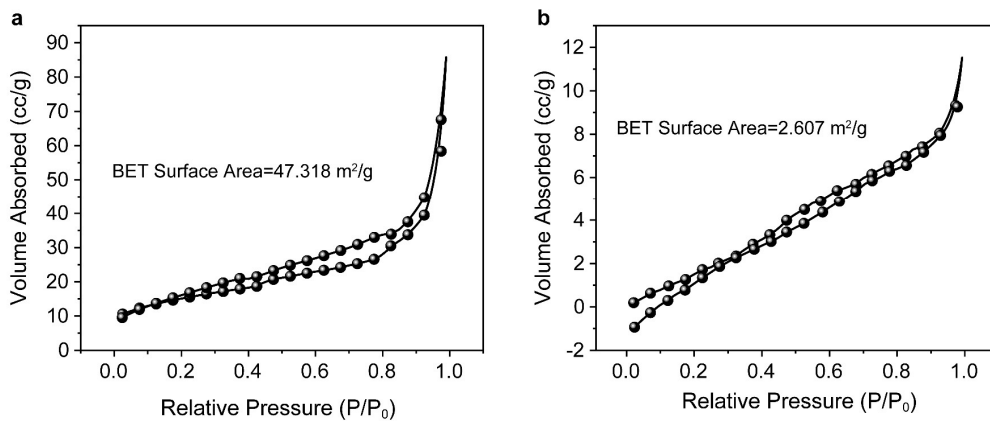 a
Volume Absorbed (cc/g)
90
80
70
60
50
40
30
20
10
0
BET Surface Area=47.318 m²/g
0.0 0.2 0.4 0.6 0.8 1.0
Relative Pressure (P/P₀)
b
Volume Absorbed (cc/g)
12
10
8
6
4
2
0
-2
BET Surface Area=2.607 m²/g
0.0 0.2 0.4 0.6 0.8 1.0
Relative Pressure (P/P₀)